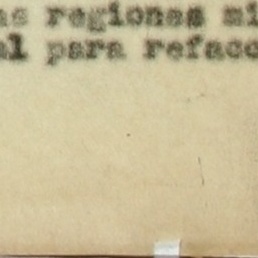 as regiones mi
al para refacc